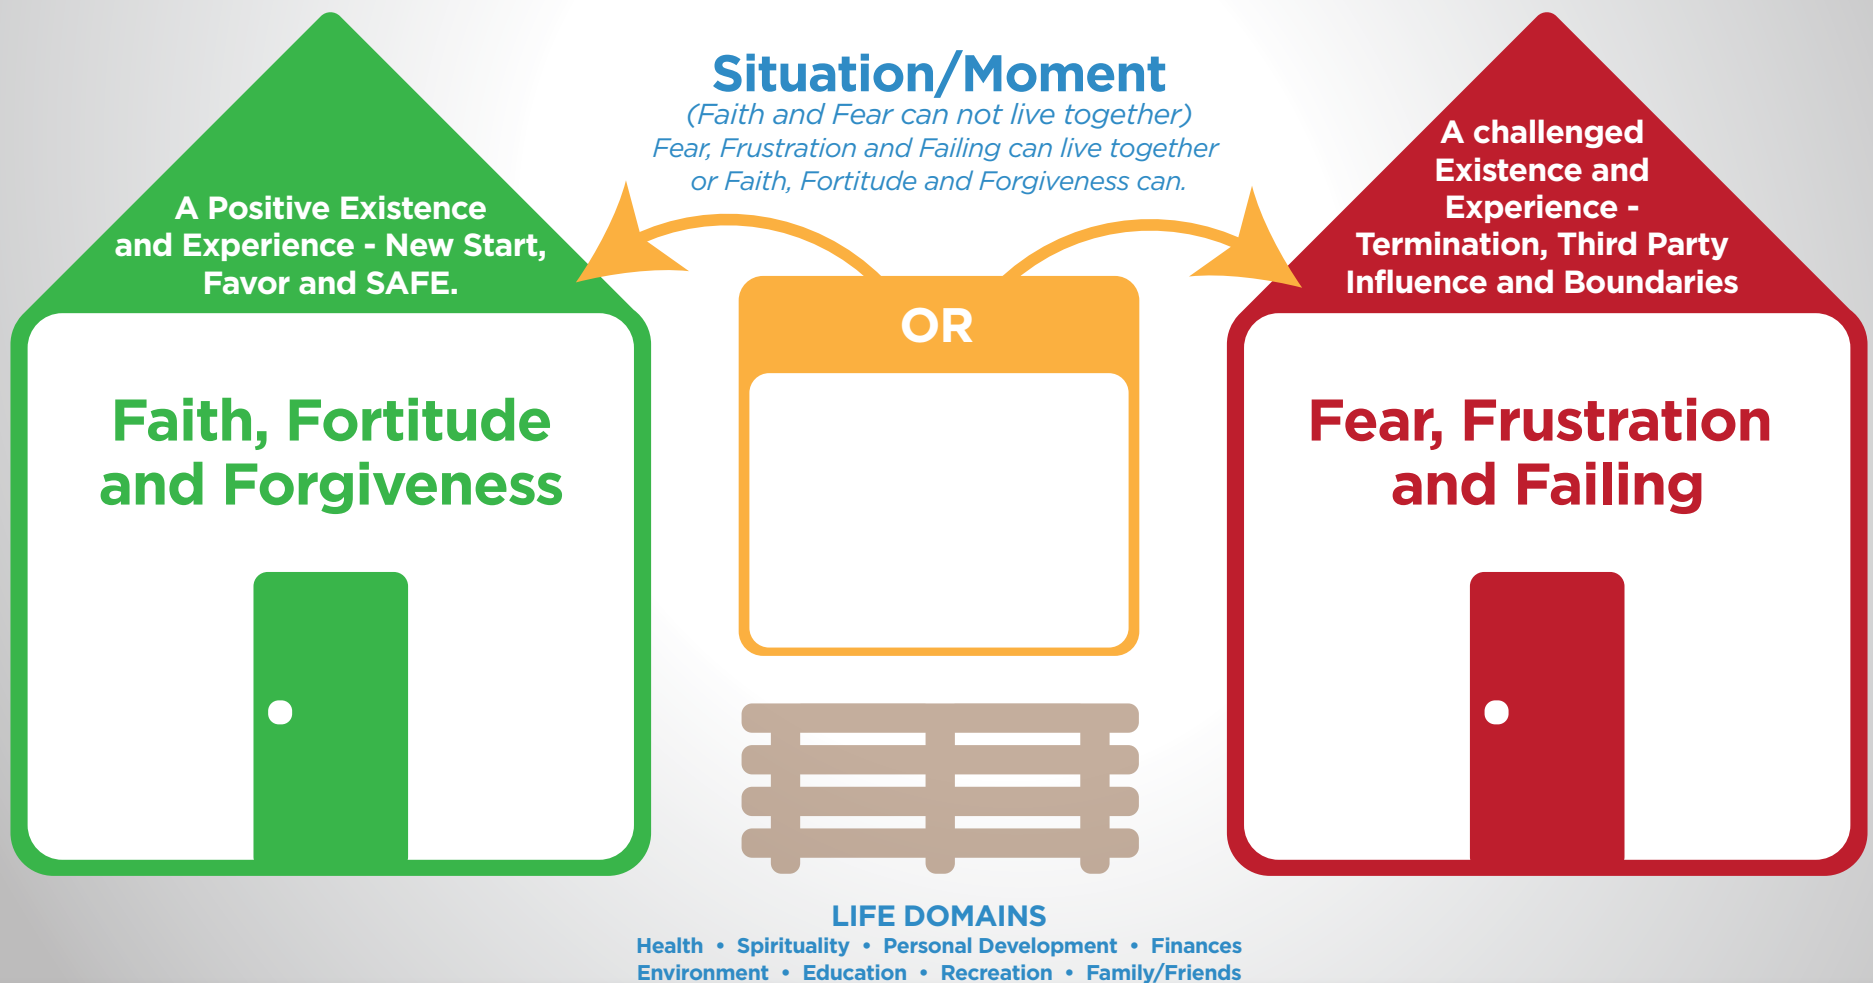 Situation/Moment
(Faith and Fear can not live together)
Fear, Frustration and Failing can live together
or Faith, Fortitude and Forgiveness can.
A Positive Existence
and Experience - New Start,
Favor and SAFE.
Faith, Fortitude
and Forgiveness
OR
A challenged
Existence and
Experience -
Termination, Third Party
Influence and Boundaries
Fear, Frustration
and Failing
LIFE DOMAINS
Health • Spirituality • Personal Development • Finances
Environment • Education • Recreation • Family/Friends